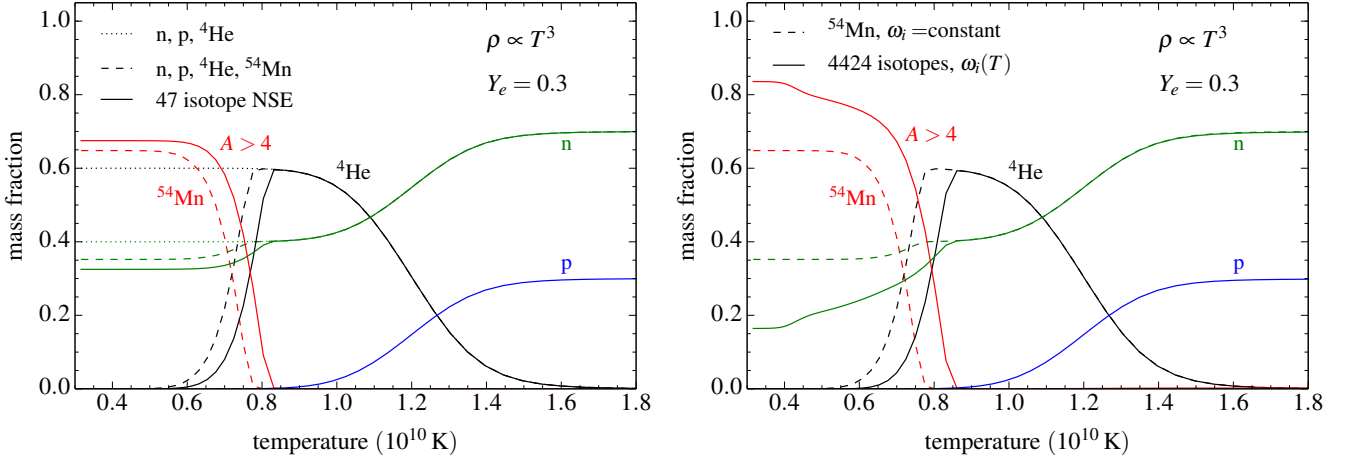 n, p, ⁴He
n, p, ⁴He, ⁵⁴Mn
47 isotope NSE
ρ ∝ T³
Yₑ = 0.3
A > 4
⁵⁴Mn
⁴He
n
p
mass fraction
0.0
0.2
0.4
0.6
0.8
1.0
0.4
0.6
0.8
1.0
1.2
1.4
1.6
1.8
temperature (10¹⁰ K)
⁵⁴Mn, ωᵢ =constant
4424 isotopes, ωᵢ(T)
ρ ∝ T³
Yₑ = 0.3
A > 4
⁵⁴Mn
⁴He
n
p
mass fraction
0.0
0.2
0.4
0.6
0.8
1.0
0.4
0.6
0.8
1.0
1.2
1.4
1.6
1.8
temperature (10¹⁰ K)